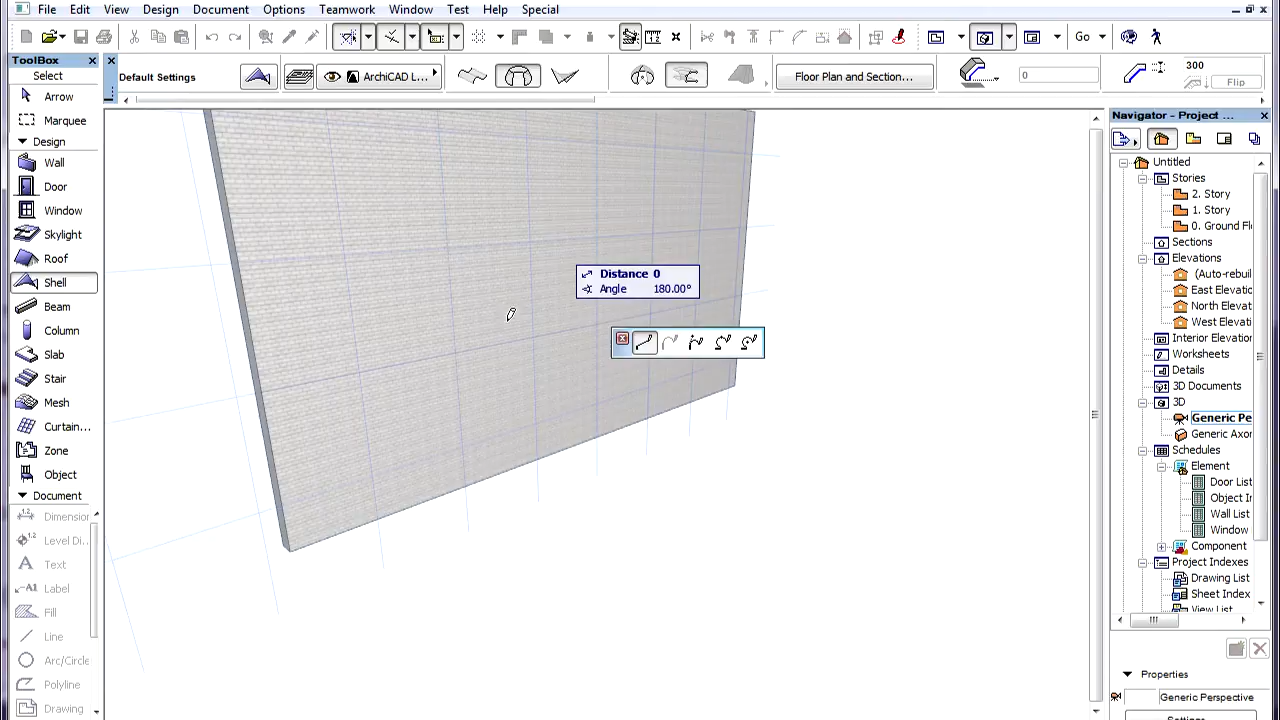 File Edit View Design Document Options Teamwork Window Test Help Special
Go
ToolBox
Select
Arrow
Marquee
Design
Wall
Door
Window
Skylight
Roof
Shell
Beam
Column
Slab
Stair
Mesh
Curtain...
Zone
Object
Document
Dimension
Level Di
Text
Label
Fill
Line
Arc/Circle
Polyline
Drawing
Default Settings
ArchiCAD L...
Floor Plan and Section...
0
300
Flip
Distance 0
Angle 180.00°
Navigator - Project ...
Untitled
Stories
2. Story
1. Story
0. Ground Fl
Sections
Elevations
(Auto-rebuil
East Elevati
North Elevat
West Elevati
Interior Elevation
Worksheets
Details
3D Documents
3D
Generic Pe
Generic Axor
Schedules
Element
Door List
Object I
Wall List
Window
Component
Project Indexes
Drawing List
Sheet Index
View List
Properties
Generic Perspective
Settings